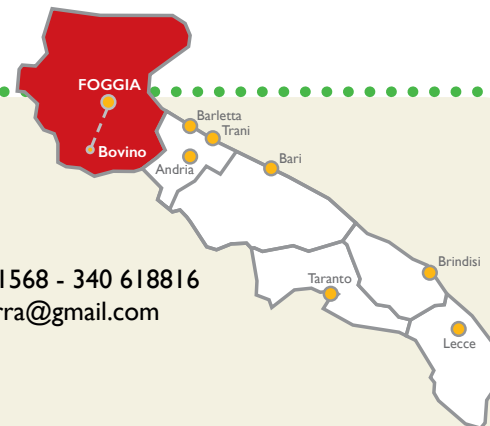 FOGGIA
Barletta
Trani
Bovino
Bari
Andria
1568 - 340 618816
rra@gmail.com
Brindisi
Taranto
Lecce